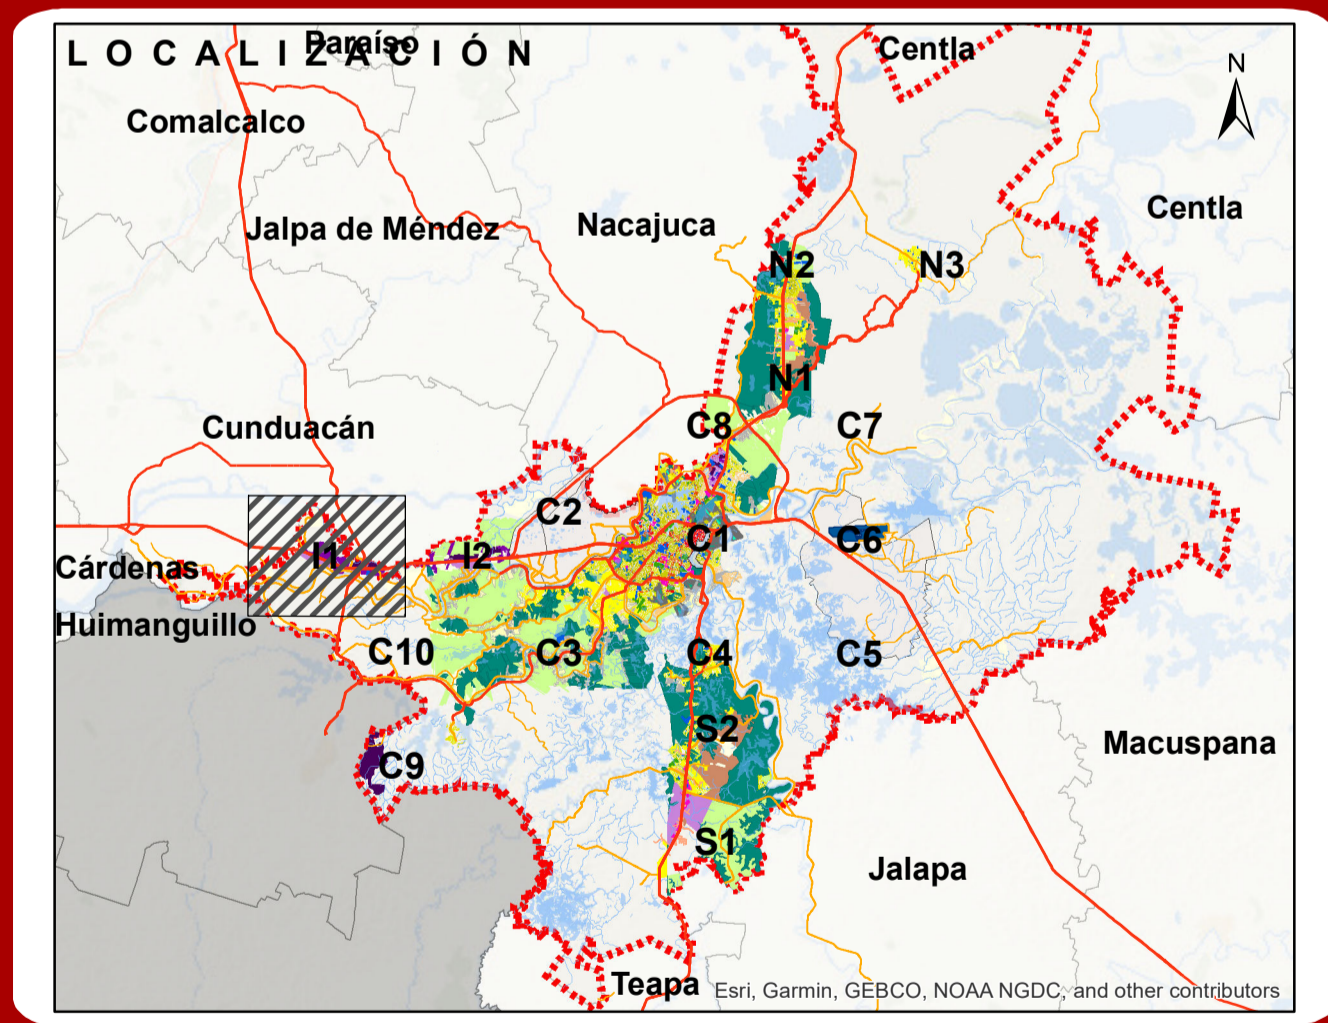 LOCALIZACIÓN
Paraíso
Centla
N
Comalcalco
Centla
Jalpa de Méndez
Nacajuca
N2
N3
N1
Cunduacán
C8
C7
C2
I1
I2
C1
C6
Cárdenas
Huimanguillo
C10
C3
C4
C5
S2
Macuspana
C9
S1
Jalapa
Teapa
Esri, Garmin, GEBCO, NOAA NGDC, and other contributors